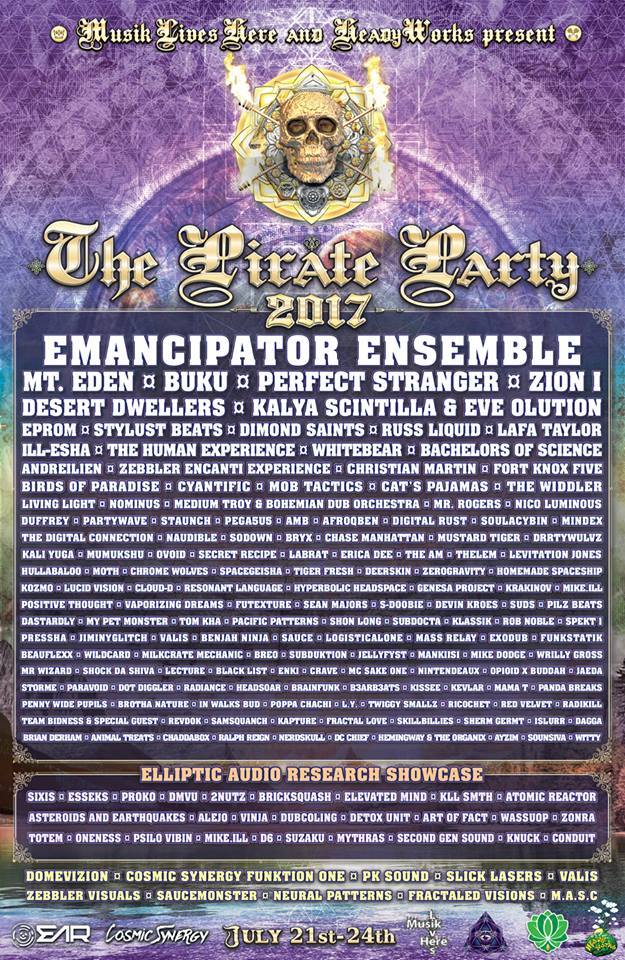 Musik Lives Here and HeadyWorks present
The Pirate Party
2017
EMANCIPATOR ENSEMBLE
MT. EDEN ¤ BUKU ¤ PERFECT STRANGER ¤ ZION I
DESERT DWELLERS ¤ KALYA SCINTILLA & EVE OLUTION
EPROM ¤ STYLUST BEATS ¤ DIMOND SAINTS ¤ RUSS LIQUID ¤ LAFA TAYLOR
ILL-ESHA ¤ THE HUMAN EXPERIENCE ¤ WHITEBEAR ¤ BACHELORS OF SCIENCE
ANDREILIEN ¤ ZEBBLER ENCANTI EXPERIENCE ¤ CHRISTIAN MARTIN ¤ FORT KNOX FIVE
BIRDS OF PARADISE ¤ CYANTIFIC ¤ MOB TACTICS ¤ CAT'S PAJAMAS ¤ THE WIDDLER
LIVING LIGHT ¤ NOMINUS ¤ MEDIUM TROY & BOHEMIAN DUB ORCHESTRA ¤ MR. ROGERS ¤ NICO LUMINOUS
DUFFREY ¤ PARTYWAVE ¤ STAUNCH ¤ PEGASUS ¤ AMB ¤ AFROQBEN ¤ DIGITAL RUST ¤ SOULACYBIN ¤ MINDEX
THE DIGITAL CONNECTION ¤ NAUDIBLE ¤ SODOWN ¤ BRYX ¤ CHASE MANHATTAN ¤ MUSTARD TIGER ¤ DRRTYWULVZ
KALI YUGA ¤ MUMUKSHU ¤ OVOID ¤ SECRET RECIPE ¤ LABRAT ¤ ERICA DEE ¤ THE AM ¤ THELEM ¤ LEVITATION JONES
HULLABALOO ¤ MOTH ¤ CHROME WOLVES ¤ SPACEGEISHA ¤ TIGER FRESH ¤ DEERSKIN ¤ ZEROGRAVITY ¤ HOMEMADE SPACESHIP
KOZMO ¤ LUCID VISION ¤ CLOUD-D ¤ RESONANT LANGUAGE ¤ HYPERBOLIC HEADSPACE ¤ GENESA PROJECT ¤ KRAKINOV ¤ MIKE.ILL
POSITIVE THOUGHT ¤ VAPORIZING DREAMS ¤ FUTEXTURE ¤ SEAN MAJORS ¤ S-DOOBIE ¤ DEVIN KROES ¤ SUDS ¤ PILZ BEATS
DASTARDLY ¤ MY PET MONSTER ¤ TOM KHA ¤ PACIFIC PATTERNS ¤ SHON LONG ¤ SUBDOCTA ¤ KLASSIK ¤ ROB NOBLE ¤ SPEKT 1
PRESSHA ¤ JIMINYGLITCH ¤ VALIS ¤ BENJAH NINJA ¤ SAUCE ¤ LOGISTICALONE ¤ MASS RELAY ¤ EXODUB ¤ FUNKSTATIK
BEAUFLEXX ¤ WILDCARD ¤ MILKCRATE MECHANIC ¤ BREO ¤ SUBDUKTION ¤ JELLYFYST ¤ MANKIISI ¤ MIKE DODGE ¤ WRILLY GROSS
MR WIZARD ¤ SHOCK DA SHIVA ¤ LECTURE ¤ BLACK LIST ¤ ENKI ¤ CRAVE ¤ MC SAKE ONE ¤ NINTENDEAUX ¤ OPIOID X BUDDAH ¤ JAEDA
STORME ¤ PARAVOID ¤ DOT DIGGLER ¤ RADIANCE ¤ HEADSOAR ¤ BRAINFUNK ¤ B3ARB3ATS ¤ KISSEE ¤ KEVLAR ¤ MAMA T ¤ PANDA BREAKS
PENNY WIDE PUPILS ¤ BROTHA NATURE ¤ IN WALKS BUD ¤ POPPA CHACHI ¤ L.Y. ¤ TWIGGY SMALLZ ¤ RICOCHET ¤ RED VELVET ¤ RADIKILL
TEAM BIDNESS & SPECIAL GUEST ¤ REVDOK ¤ SAMSQUANCH ¤ KAPTURE ¤ FRACTAL LOVE ¤ SKILLBILLIES ¤ SHERM GERMT ¤ ISLURR ¤ DAGGA
BRIAN DERHAM ¤ ANIMAL TREATS ¤ CHADDABOX ¤ RALPH REIGN ¤ NERDSKULL ¤ DC CHIEF ¤ HEMINGWAY & THE ORGANIX ¤ AYZIM ¤ SOUNSIVA ¤ WITTY
ELLIPTIC AUDIO RESEARCH SHOWCASE
SIXIS ¤ ESSEKS ¤ PROKO ¤ DMVU ¤ 2NUTZ ¤ BRICKSQUASH ¤ ELEVATED MIND ¤ KLL SMTH ¤ ATOMIC REACTOR
ASTEROIDS AND EARTHQUAKES ¤ ALEJO ¤ VINJA ¤ DUBCOLING ¤ DETOX UNIT ¤ ART OF FACT ¤ WASSUOP ¤ ZONRA
TOTEM ¤ ONENESS ¤ PSILO VIBIN ¤ MIKE.ILL ¤ D6 ¤ SUZAKU ¤ MYTHRAS ¤ SECOND GEN SOUND ¤ KNUCK ¤ CONDUIT
DOMEVIZION ¤ COSMIC SYNERGY FUNKTION ONE ¤ PK SOUND ¤ SLICK LASERS ¤ VALIS
ZEBBLER VISUALS ¤ SAUCEMONSTER ¤ NEURAL PATTERNS ¤ FRACTALED VISIONS ¤ M.A.S.C
EAR
COSMIC SYNERGY
JULY 21st-24th
Musik
Here